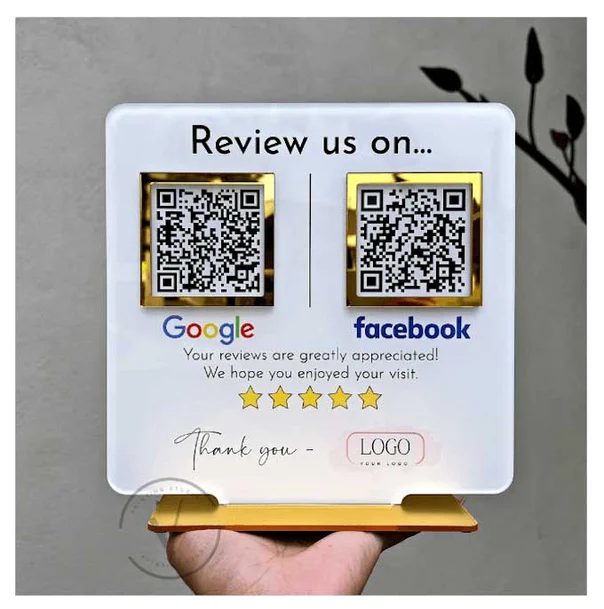 Review us on...
Google
facebook
Your reviews are greatly appreciated!
We hope you enjoyed your visit.
Thank you -
LOGO
YOUR LOGO